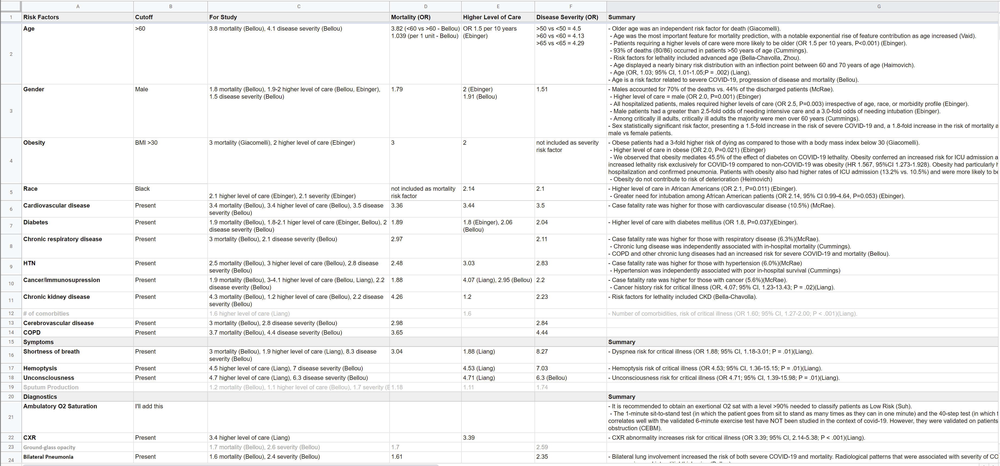 A B C D E F G
1 Risk Factors Cutoff For Study Mortality (OR) Higher Level of Care Disease Severity (OR) Summary
2 Age >60 3.8 mortality (Bellou), 4.1 disease severity (Bellou) 3.82 (<60 vs >60 - Bellou) OR 1.5 per 10 years >50 vs <50 = 4.5 - Older age was an independent risk factor for death (Giacomelli).
1.039 (per 1 unit - Bellou) (Ebinger) >60 vs <60 = 4.13 - Age was the most important feature for mortality prediction, with a notable exponential rise of feature contribution as age increased (Vaid).
>65 vs <65 = 4.29 - Patients requiring a higher levels of care were more likely to be older (OR 1.5 per 10 years, P<0.001) (Ebinger).
- 93% of deaths (80/86) occurred in patients >50 years of age (Cummings).
- Risk factors for lethality included advanced age (Bella-Chavolla, Zhou).
- Age displayed a nearly binary risk distribution with an inflection point between 60 and 70 years of age (Haimovich).
- Age (OR, 1.03; 95% CI, 1.01-1.05;P = .002) (Liang).
- Age is a risk factor related to severe COVID-19, progression of disease and mortality (Bellou).
3 Gender Male 1.8 mortality (Bellou), 1.9-2 higher level of care (Bellou, Ebinger), 1.79 2 (Ebinger) 1.51 - Males accounted for 70% of the deaths vs. 44% of the discharged patients (McRae).
1.5 disease severity (Bellou) 1.91 (Bellou) - Higher level of care = male (OR 2.0, P=0.001) (Ebinger)
- All hospitalized patients, males required higher levels of care (OR 2.5, P=0.003) irrespective of age, race, or morbidity profile (Ebinger).
- Male patients had a greater than 2.5-fold odds of needing intensive care and a 3.0-fold odds of needing intubation (Ebinger).
- Among critically ill adults, critically ill adults the majority were men over 60 years (Cummings).
- Sex statistically significant risk factor, presenting a 1.5-fold increase in the risk of severe COVID-19 and, a 1.8-fold increase in the risk of mortality a
male vs female patients.
4 Obesity BMI >30 3 mortality (Giacomelli), 2 higher level of care (Ebinger) 3 2 not included as severity - Obese patients had a 3-fold higher risk of dying as compared to those with a body mass index below 30 (Giacomelli).
risk factor - Higher level of care in obese (OR 2.0, P=0.021) (Ebinger)
- We observed that obesity mediates 45.5% of the effect of diabetes on COVID-19 lethality. Obesity conferred an increased risk for ICU admission a
increased lethality risk exclusively for COVID-19 compared to non-COVID-19 was obesity (HR 1.567, 95%CI 1.273-1.928). Obesity had particularly h
hospitalization and confirmed pneumonia. Patients with obesity also had higher rates of ICU admission (13.2% vs. 10.5%) and were more likely to be
- Obesity do not contribute to risk of deterioration (Heimovich)
5 Race Black 2.1 higher level of care (Ebinger), 2.1 severity (Ebinger) not included as mortality 2.14 2.1 - Higher level of care in African Americans (OR 2.1, P=0.011) (Ebinger).
risk factor - Greater need for intubation among African American patients (OR 2.14, 95% CI 0.99-4.64, P=0.053) (Ebinger).
6 Cardiovascular disease Present 3.4 mortality (Bellou), 3.4 higher level of care (Bellou), 3.5 disease 3.36 3.44 3.5 - Case fatality rate was higher for those with cardiovascular disease (10.5%) (McRae).
severity (Bellou)
7 Diabetes Present 1.9 mortality (Bellou), 1.8-2.1 higer level of care (Ebinger, Bellou), 2 1.89 1.8 (Ebinger), 2.06 2.04 - Higher level of care with diabetes mellitus (OR 1.8, P=0.037)(Ebinger).
disease severity (Bellou) (Bellou)
8 Chronic respiratory disease Present 3 mortality (Bellou), 2.1 disease severity (Bellou) 2.97 2.11 - Case fatality rate was higher for those with respiratory disease (6.3%)(McRae).
- Chronic lung disease was independently associated with in-hospital mortality (Cummings).
- COPD and other chronic lung diseases had an increased risk for severe COVID-19 and mortality (Bellou).
9 HTN Present 2.5 mortality (Bellou), 3 higher level of care (Bellou), 2.8 disease 2.48 3.03 2.83 - Case fatality rate was higher for those with hypertension (6.0%)(McRae)
severity (Bellou) - Hypertension was independently associated with poor in-hospital survival (Cummings)
10 Cancer/immunosupression Present 1.9 mortality (Bellou), 3-4.1 higher level of care (Bellou, Liang), 2.2 1.88 4.07 (Liang), 2.95 (Bellou) 2.2 - Case fatality rate was higher for those with cancer (5.6%)(McRae).
disease everity (Bellou) - Cancer history risk for critical illness (OR, 4.07; 95% CI, 1.23-13.43; P = .02)(Liang).
11 Chronic kidney disease Present 4.3 mortality (Bellou), 1.2 higher level of care (Bellou), 2.2 disease 4.26 1.2 2.23 - Risk factors for lethality included CKD (Bella-Chavolla).
severity (Bellou)
12 # of comorbities 1.6 higher level of care (Liang) 1.6 - Number of comorbidities, risk of critical illness (OR 1.60; 95% CI, 1.27-2.00; P < .001)(Liang).
13 Cerebrovascular disease Present 3 mortality (Bellou), 2.8 disease severity (Bellou) 2.98 2.84
14 COPD Present 3.7 mortality (Bellou), 4.4 disease severity (Bellou) 3.65 4.44
15 Symptoms Summary
16 Shortness of breath Present 3 mortality (Bellou), 1.9 higher level of care (Liang), 8.3 disease 3.04 1.88 (Liang) 8.27 - Dyspnea risk for critical illness (OR 1.88; 95% CI, 1.18-3.01; P = .01)(Liang).
severity (Bellou)
17 Hemoptysis Present 4.5 higher level of care (Liang), 7 disease severity (Bellou) 4.53 (Liang) 7.03 - Hemoptysis risk of critical illness (OR 4.53; 95% CI, 1.36-15.15; P = .01)(Liang).
18 Unconsciousness Present 4.7 higher level of care (Liang), 6.3 disease severity (Bellou) 4.71 (Liang) 6.3 (Bellou) - Unconsciousness risk for critical illness (OR 4.71; 95% CI, 1.39-15.98; P = .01)(Liang).
19 Sputum Production 1.2 mortality (Bellou), 1.1 higher level of care (Bellou), 1.7 severity (E 1.18 1.11 1.74
20 Diagnostics Summary
21 Ambulatory O2 Saturation I'll add this - It is recommended to obtain an exertional O2 sat with a level >90% needed to classify patients as Low Risk (Suh).
- The 1-minute sit-to-stand test (in which the patient goes from sit to stand as many times as they can in one minute) and the 40-step test (in which t
correlates well with the validated 6-minute exercise test have NOT been studied in the context of covid-19. However, they were validated on patients
obstruction (CEBM).
22 CXR Present 3.4 higher level of care (Liang) 3.39 - CXR abnormality increases risk for critical illness (OR 3.39; 95% CI, 2.14-5.38; P < .001)(Liang).
23 Ground-glass opacity 1.7 mortality (Bellou), 2.6 severity (Bellou) 1.7 2.59
24 Bilateral Pneumonia Present 1.6 mortality (Bellou), 2.4 severity (Bellou) 1.61 2.35 - Bilateral lung involvement increased the risk of both severe COVID-19 and mortality. Radiological patterns that were associated with severity of CO